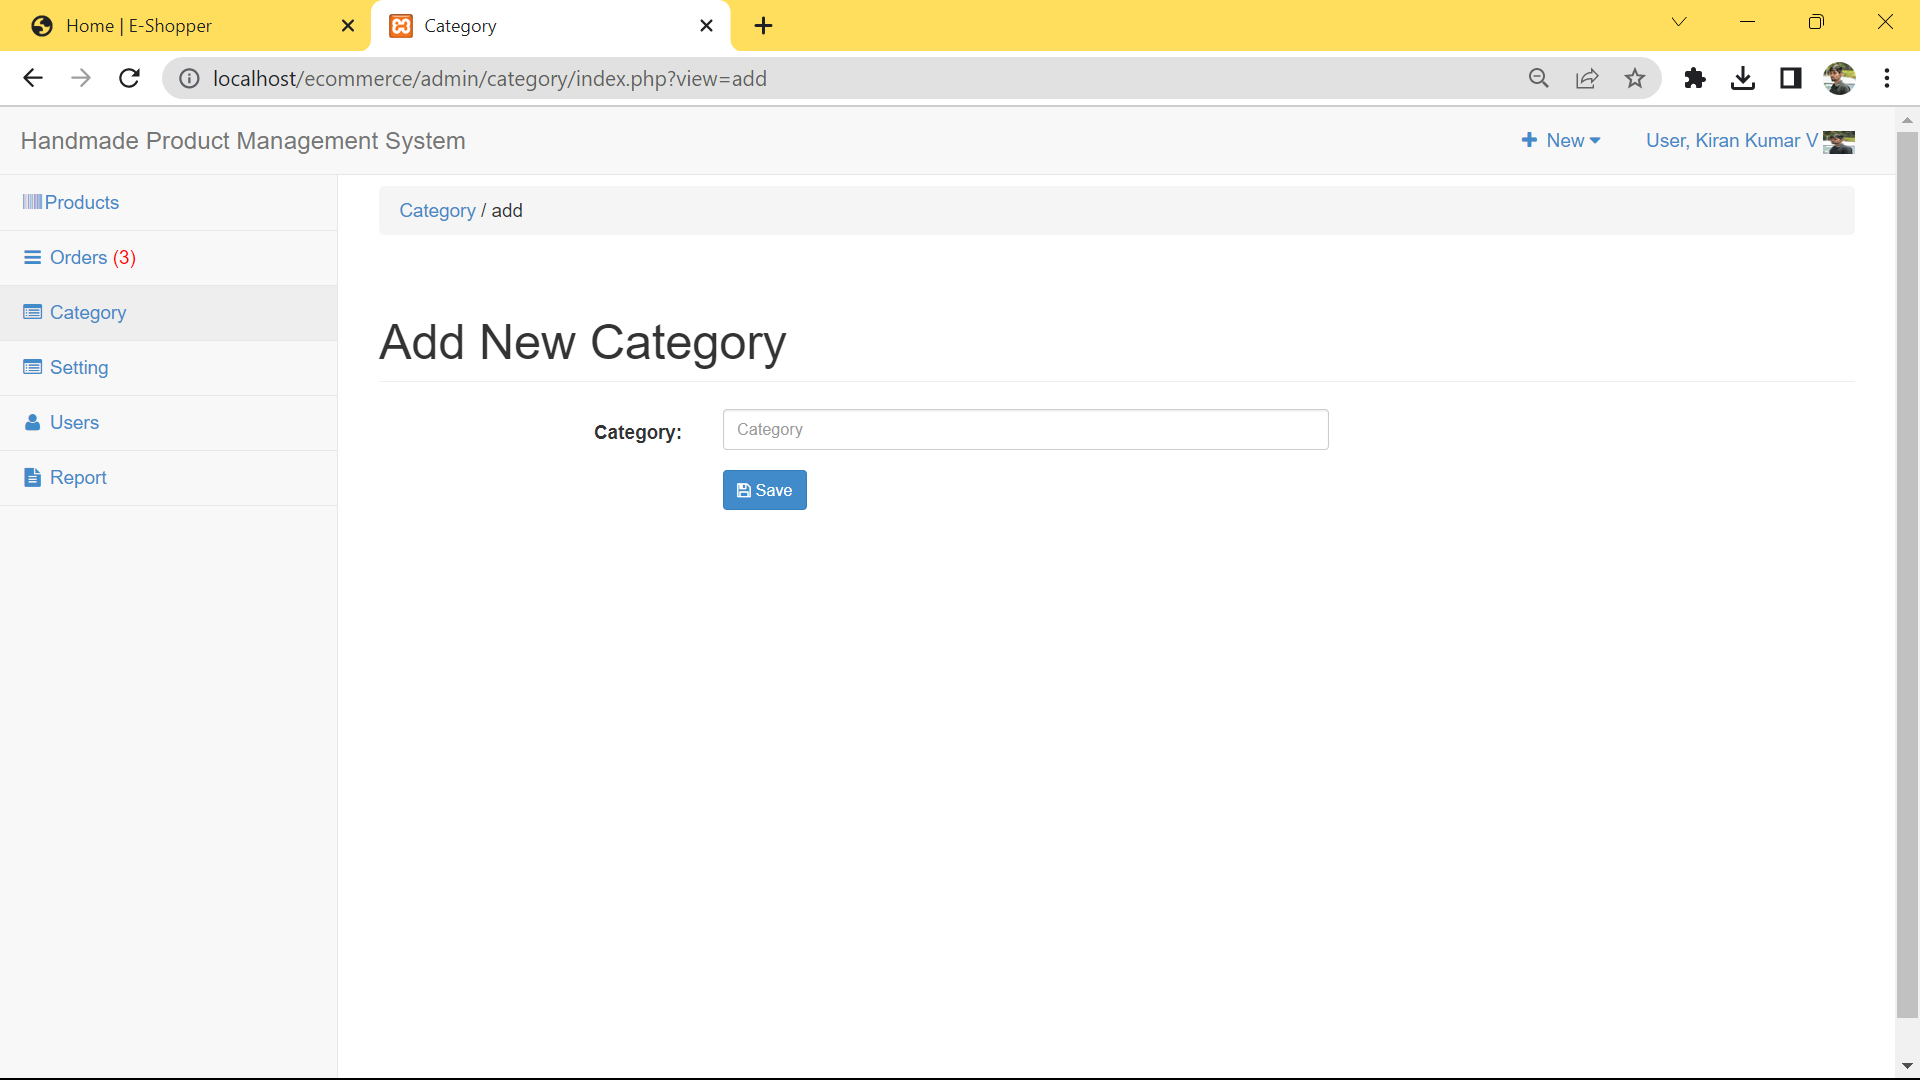 Home | E-Shopper
Category
localhost/ecommerce/admin/category/index.php?view=add
Handmade Product Management System
New
User, Kiran Kumar V
Products
Orders (3)
Category
Setting
Users
Report
Category / add
Add New Category
Category:
Category
Save